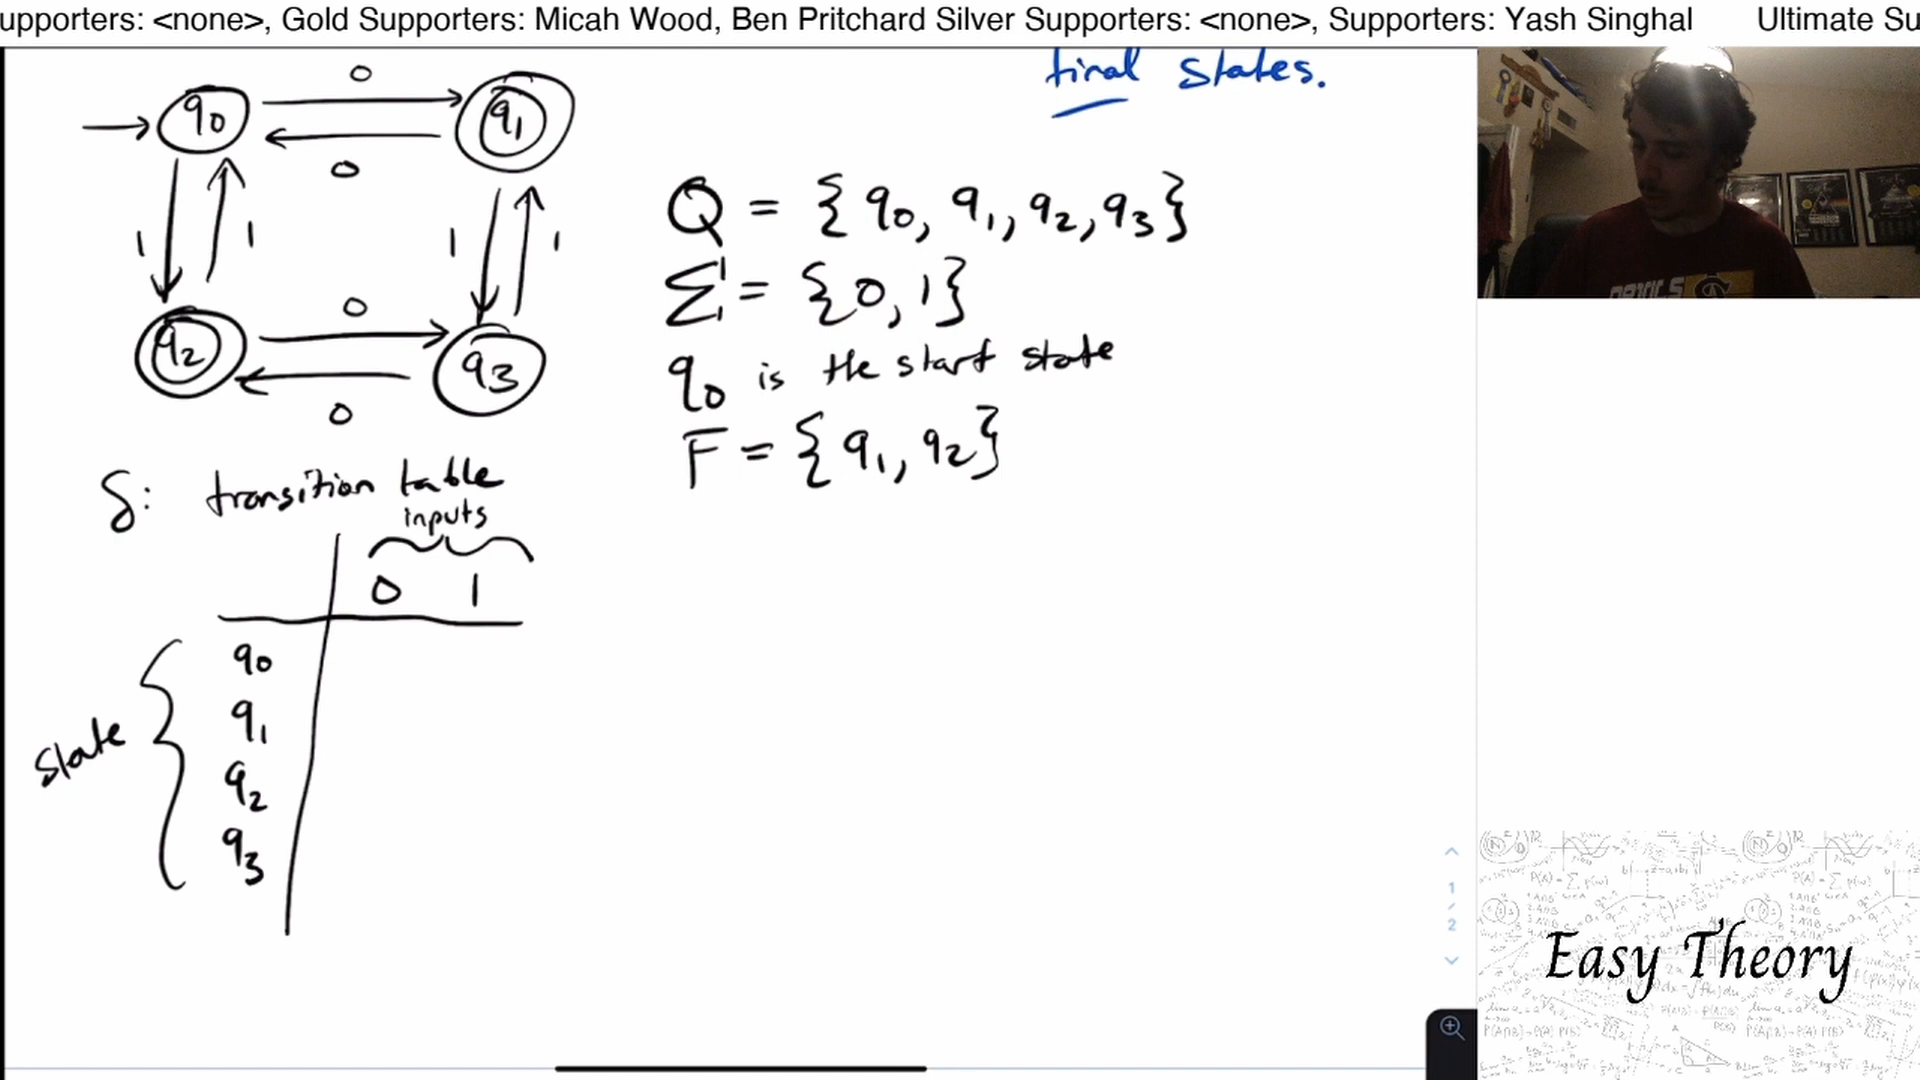 upporters: <none>, Gold Supporters: Micah Wood, Ben Pritchard Silver Supporters: <none>, Supporters: Yash Singhal Ultimate Su
final states.
0
q0 q1
0
1 1 1 1
0
q2 q3
0
Q = {q0, q1, q2, q3}
Σ = {0, 1}
q0 is the start state
F = {q1, q2}
δ: transition table
inputs
0 1
q0
q1
state
q2
q3
1
2
Easy Theory